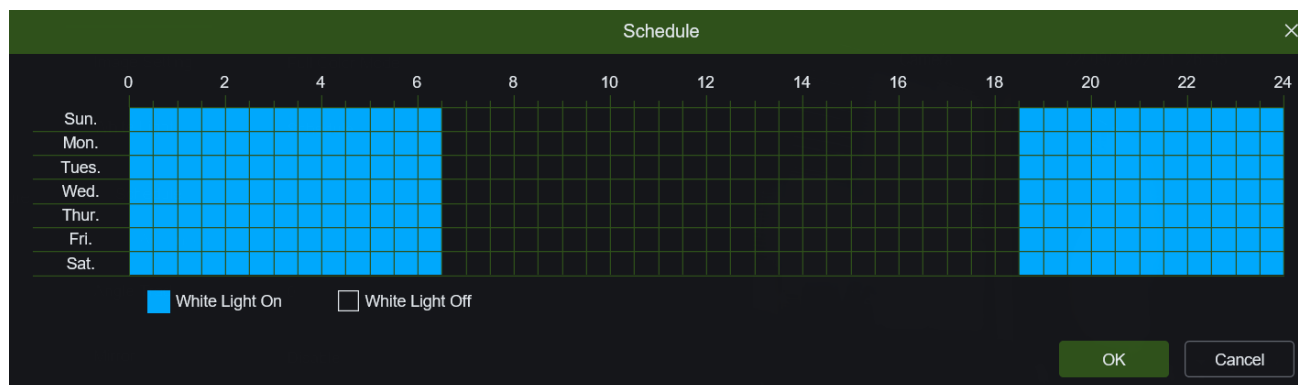 Schedule
0 2 4 6 8 10 12 14 16 18 20 22 24
Sun.
Mon.
Tues.
Wed.
Thur.
Fri.
Sat.
White Light On White Light Off
OK Cancel